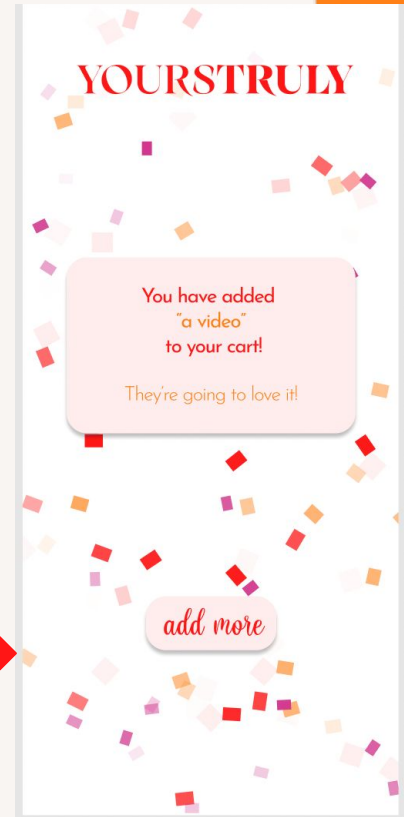 YOURSTRULY
You have added
"a video"
to your cart!
They're going to love it!
add more